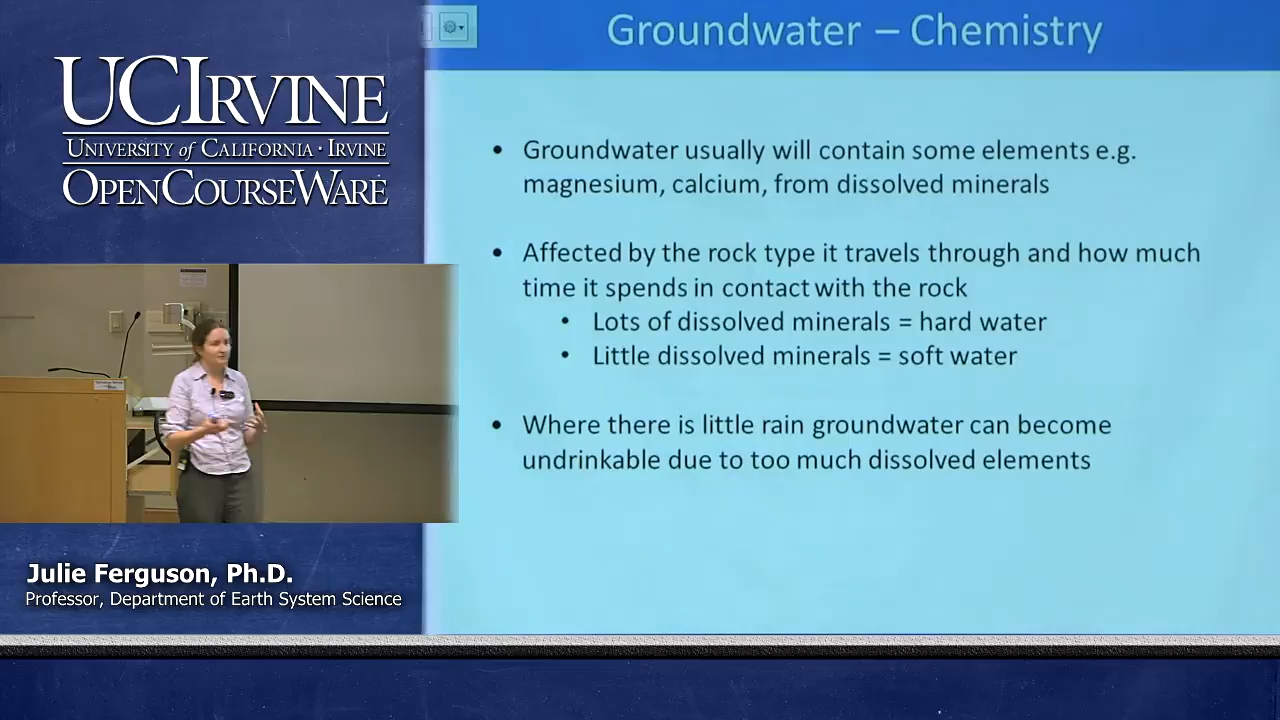 UCIRVINE
UNIVERSITY of CALIFORNIA · IRVINE
OPENCOURSEWARE
Julie Ferguson, Ph.D.
Professor, Department of Earth System Science
Groundwater – Chemistry
• Groundwater usually will contain some elements e.g.
magnesium, calcium, from dissolved minerals
• Affected by the rock type it travels through and how much
time it spends in contact with the rock
• Lots of dissolved minerals = hard water
• Little dissolved minerals = soft water
• Where there is little rain groundwater can become
undrinkable due to too much dissolved elements